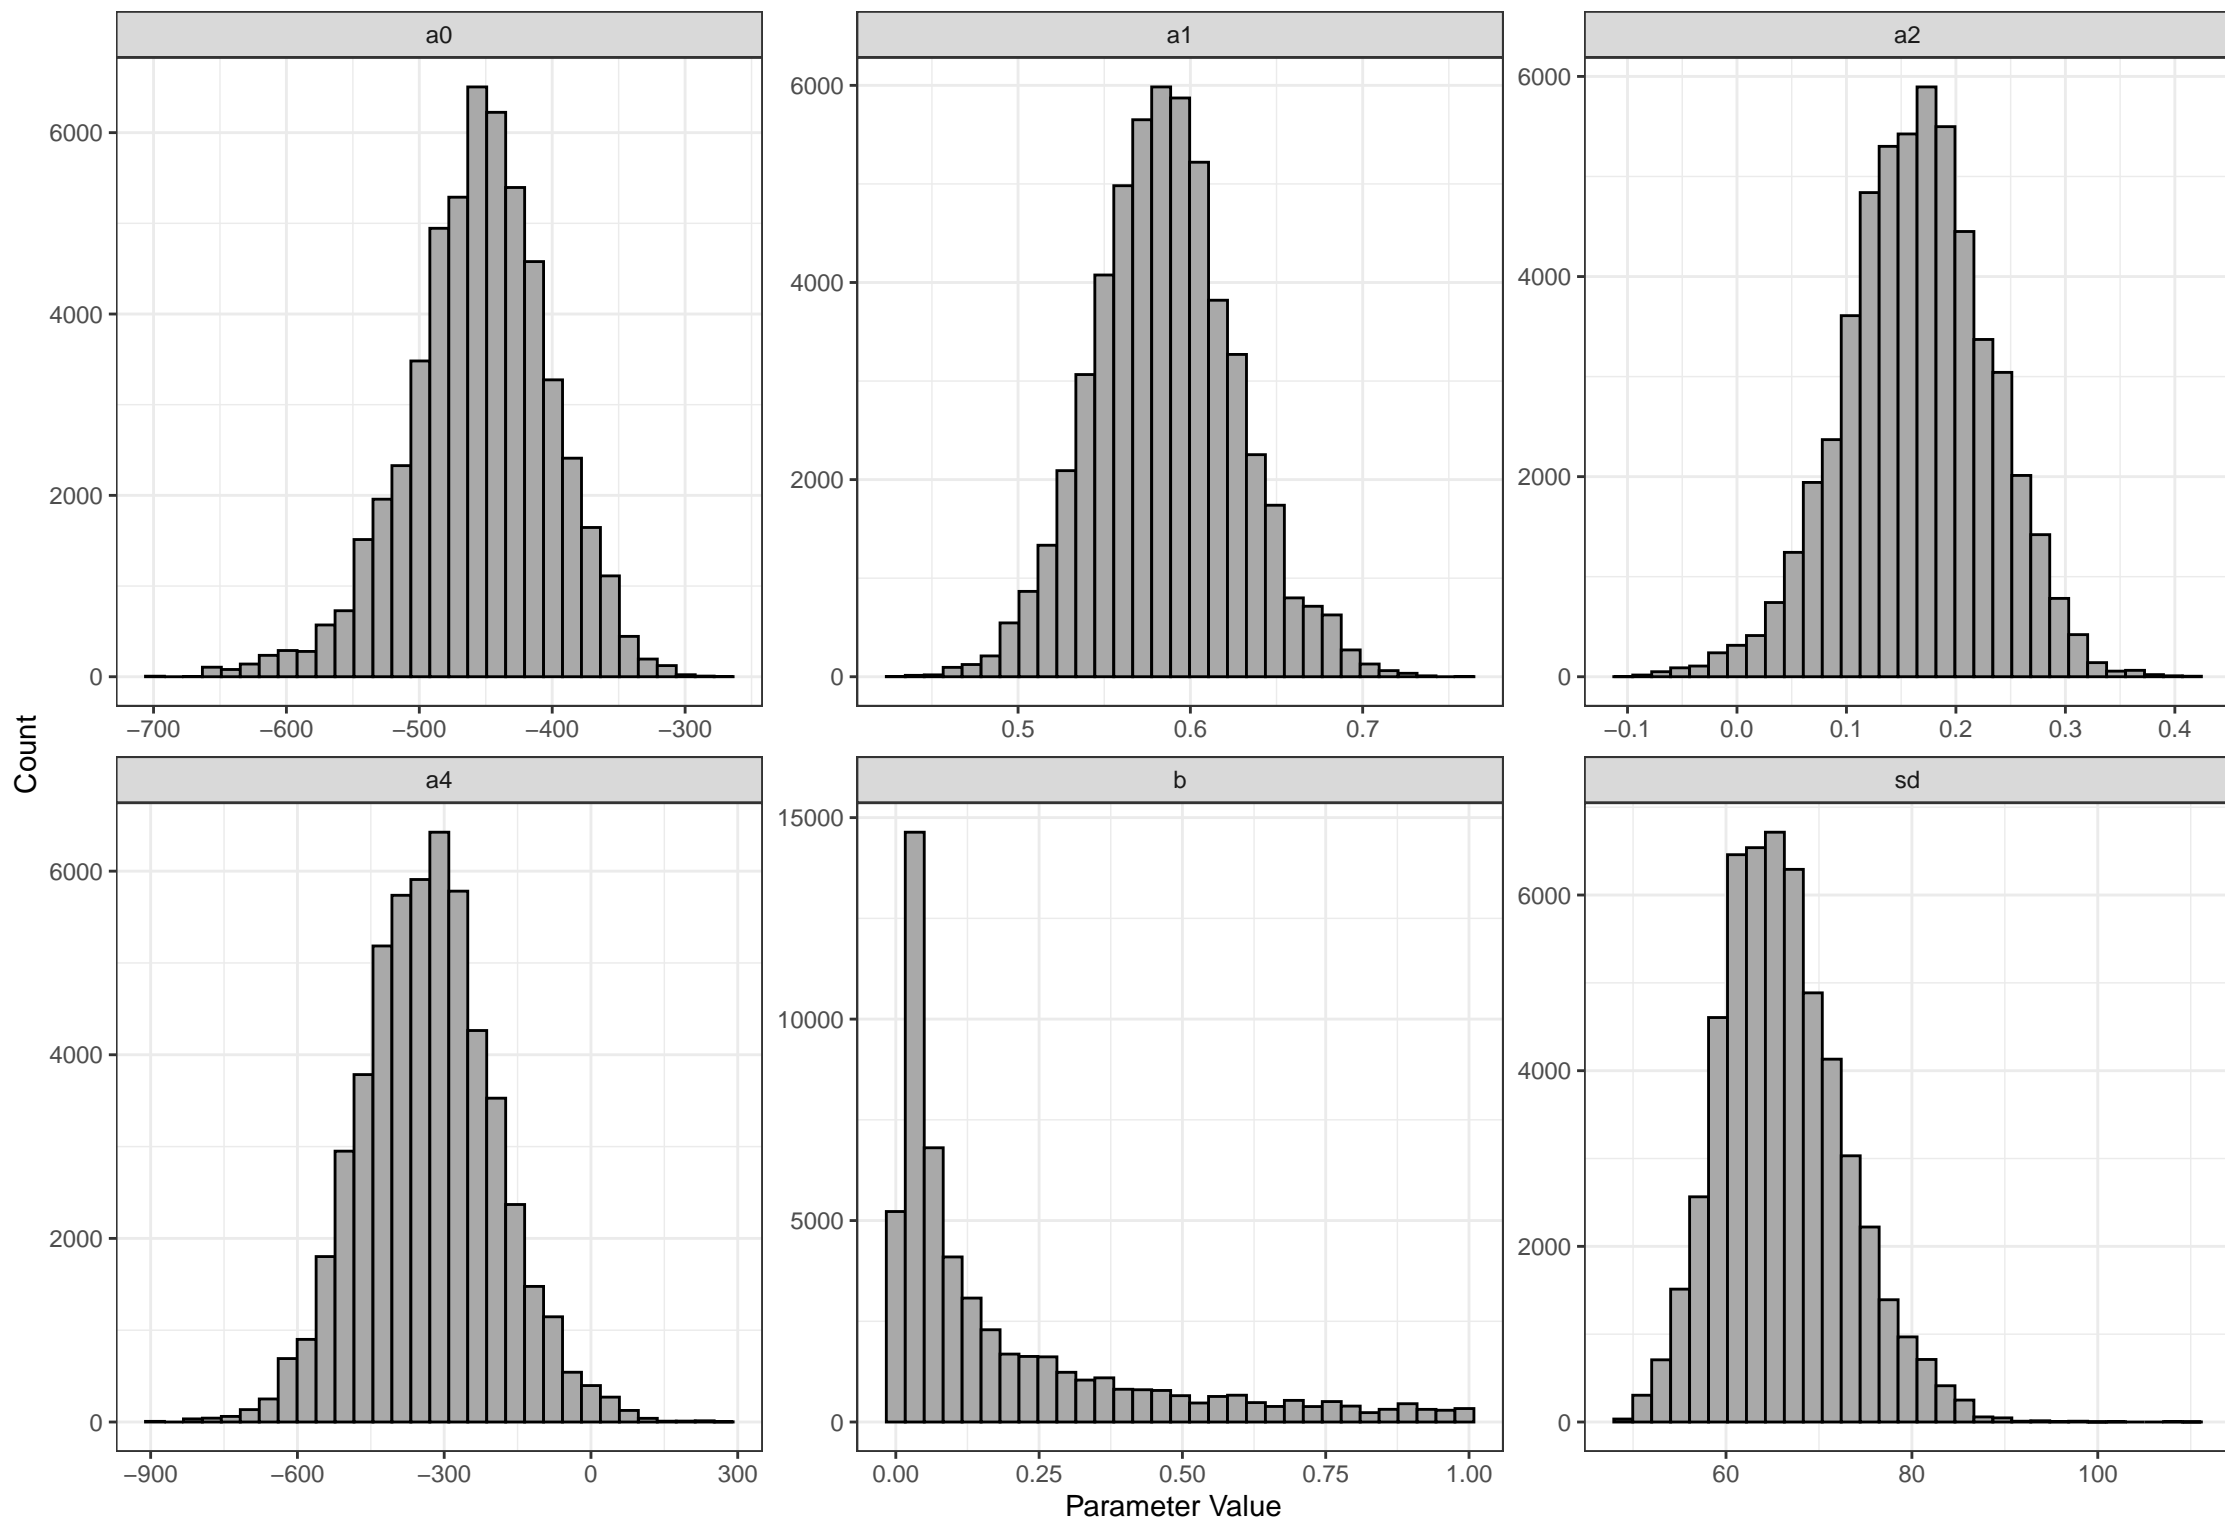 a0 a1 a2
6000 6000 6000
4000 4000 4000
2000 2000 2000
0 0 0
−700 −600 −500 −400 −300 0.5 0.6 0.7 −0.1 0.0 0.1 0.2 0.3 0.4
Count
a4 b sd
6000 15000 6000
4000 10000 4000
2000 5000 2000
0 0 0
−900 −600 −300 0 300 0.00 0.25 0.50 0.75 1.00 60 80 100
Parameter Value